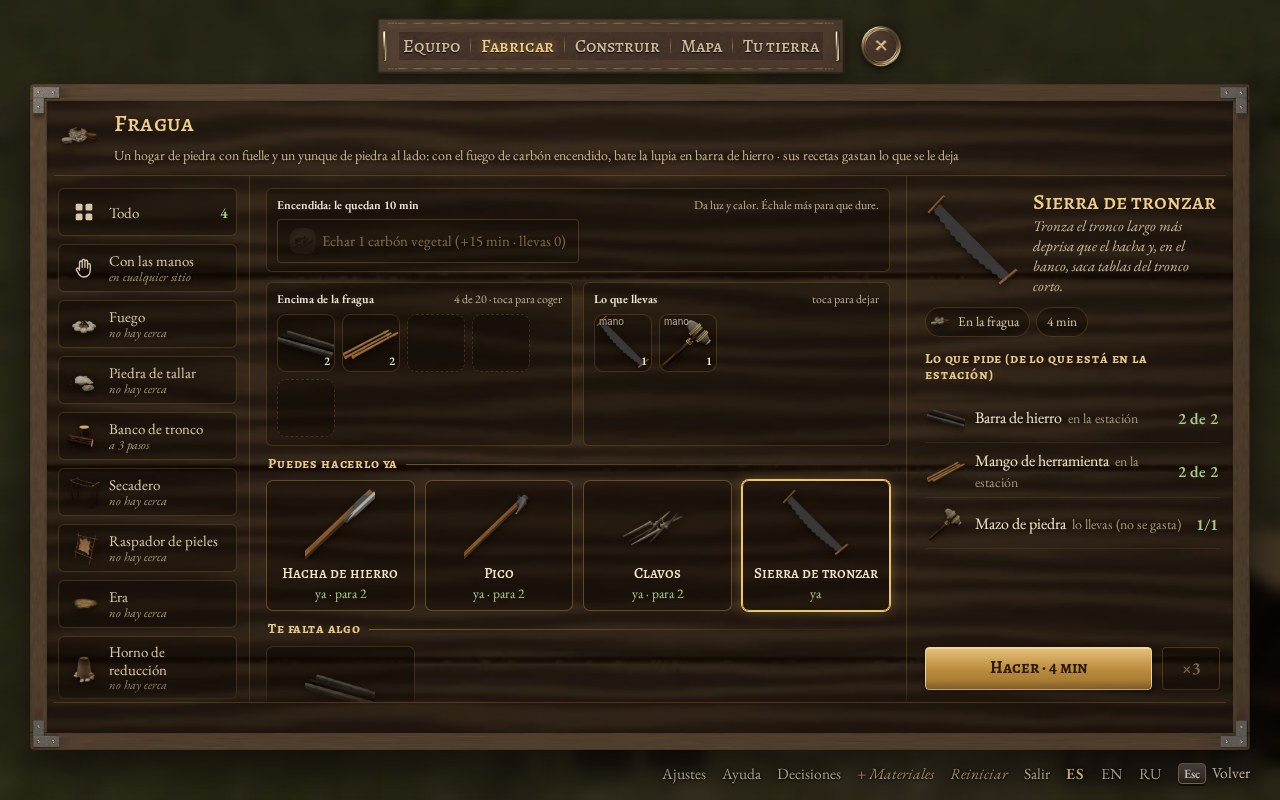 Equipo Fabricar Construir Mapa Tu tierra
Fragua
Un hogar de piedra con fuelle y un yunque de piedra al lado: con el fuego de carbón encendido, bate la lupia en barra de hierro · sus recetas gastan lo que se le deja
Todo 4
Con las manos
en cualquier sitio
Fuego
no hay cerca
Piedra de tallar
no hay cerca
Banco de tronco
a 3 pasos
Secadero
no hay cerca
Raspador de pieles
no hay cerca
Era
no hay cerca
Horno de
reducción
no hay cerca
Encendida: le quedan 10 min Da luz y calor. Échale más para que dure.
Echar 1 carbón vegetal (+15 min · llevas 0)
Encima de la fragua 4 de 20 · toca para coger
2 2
Lo que llevas toca para dejar
mano mano
1 1
Puedes hacerlo ya
Hacha de hierro
ya · para 2
Pico
ya · para 2
Clavos
ya · para 2
Sierra de tronzar
ya
Te falta algo
Sierra de tronzar
Tronza el tronco largo más
deprisa que el hacha y, en el
banco, saca tablas del tronco
corto.
En la fragua 4 min
Lo que pide (de lo que está en la
estación)
Barra de hierro en la estación 2 de 2
Mango de herramienta en la
estación 2 de 2
Mazo de piedra lo llevas (no se gasta) 1/1
Hacer · 4 min ×3
Ajustes Ayuda Decisiones + Materiales Reiniciar Salir ES EN RU Esc Volver